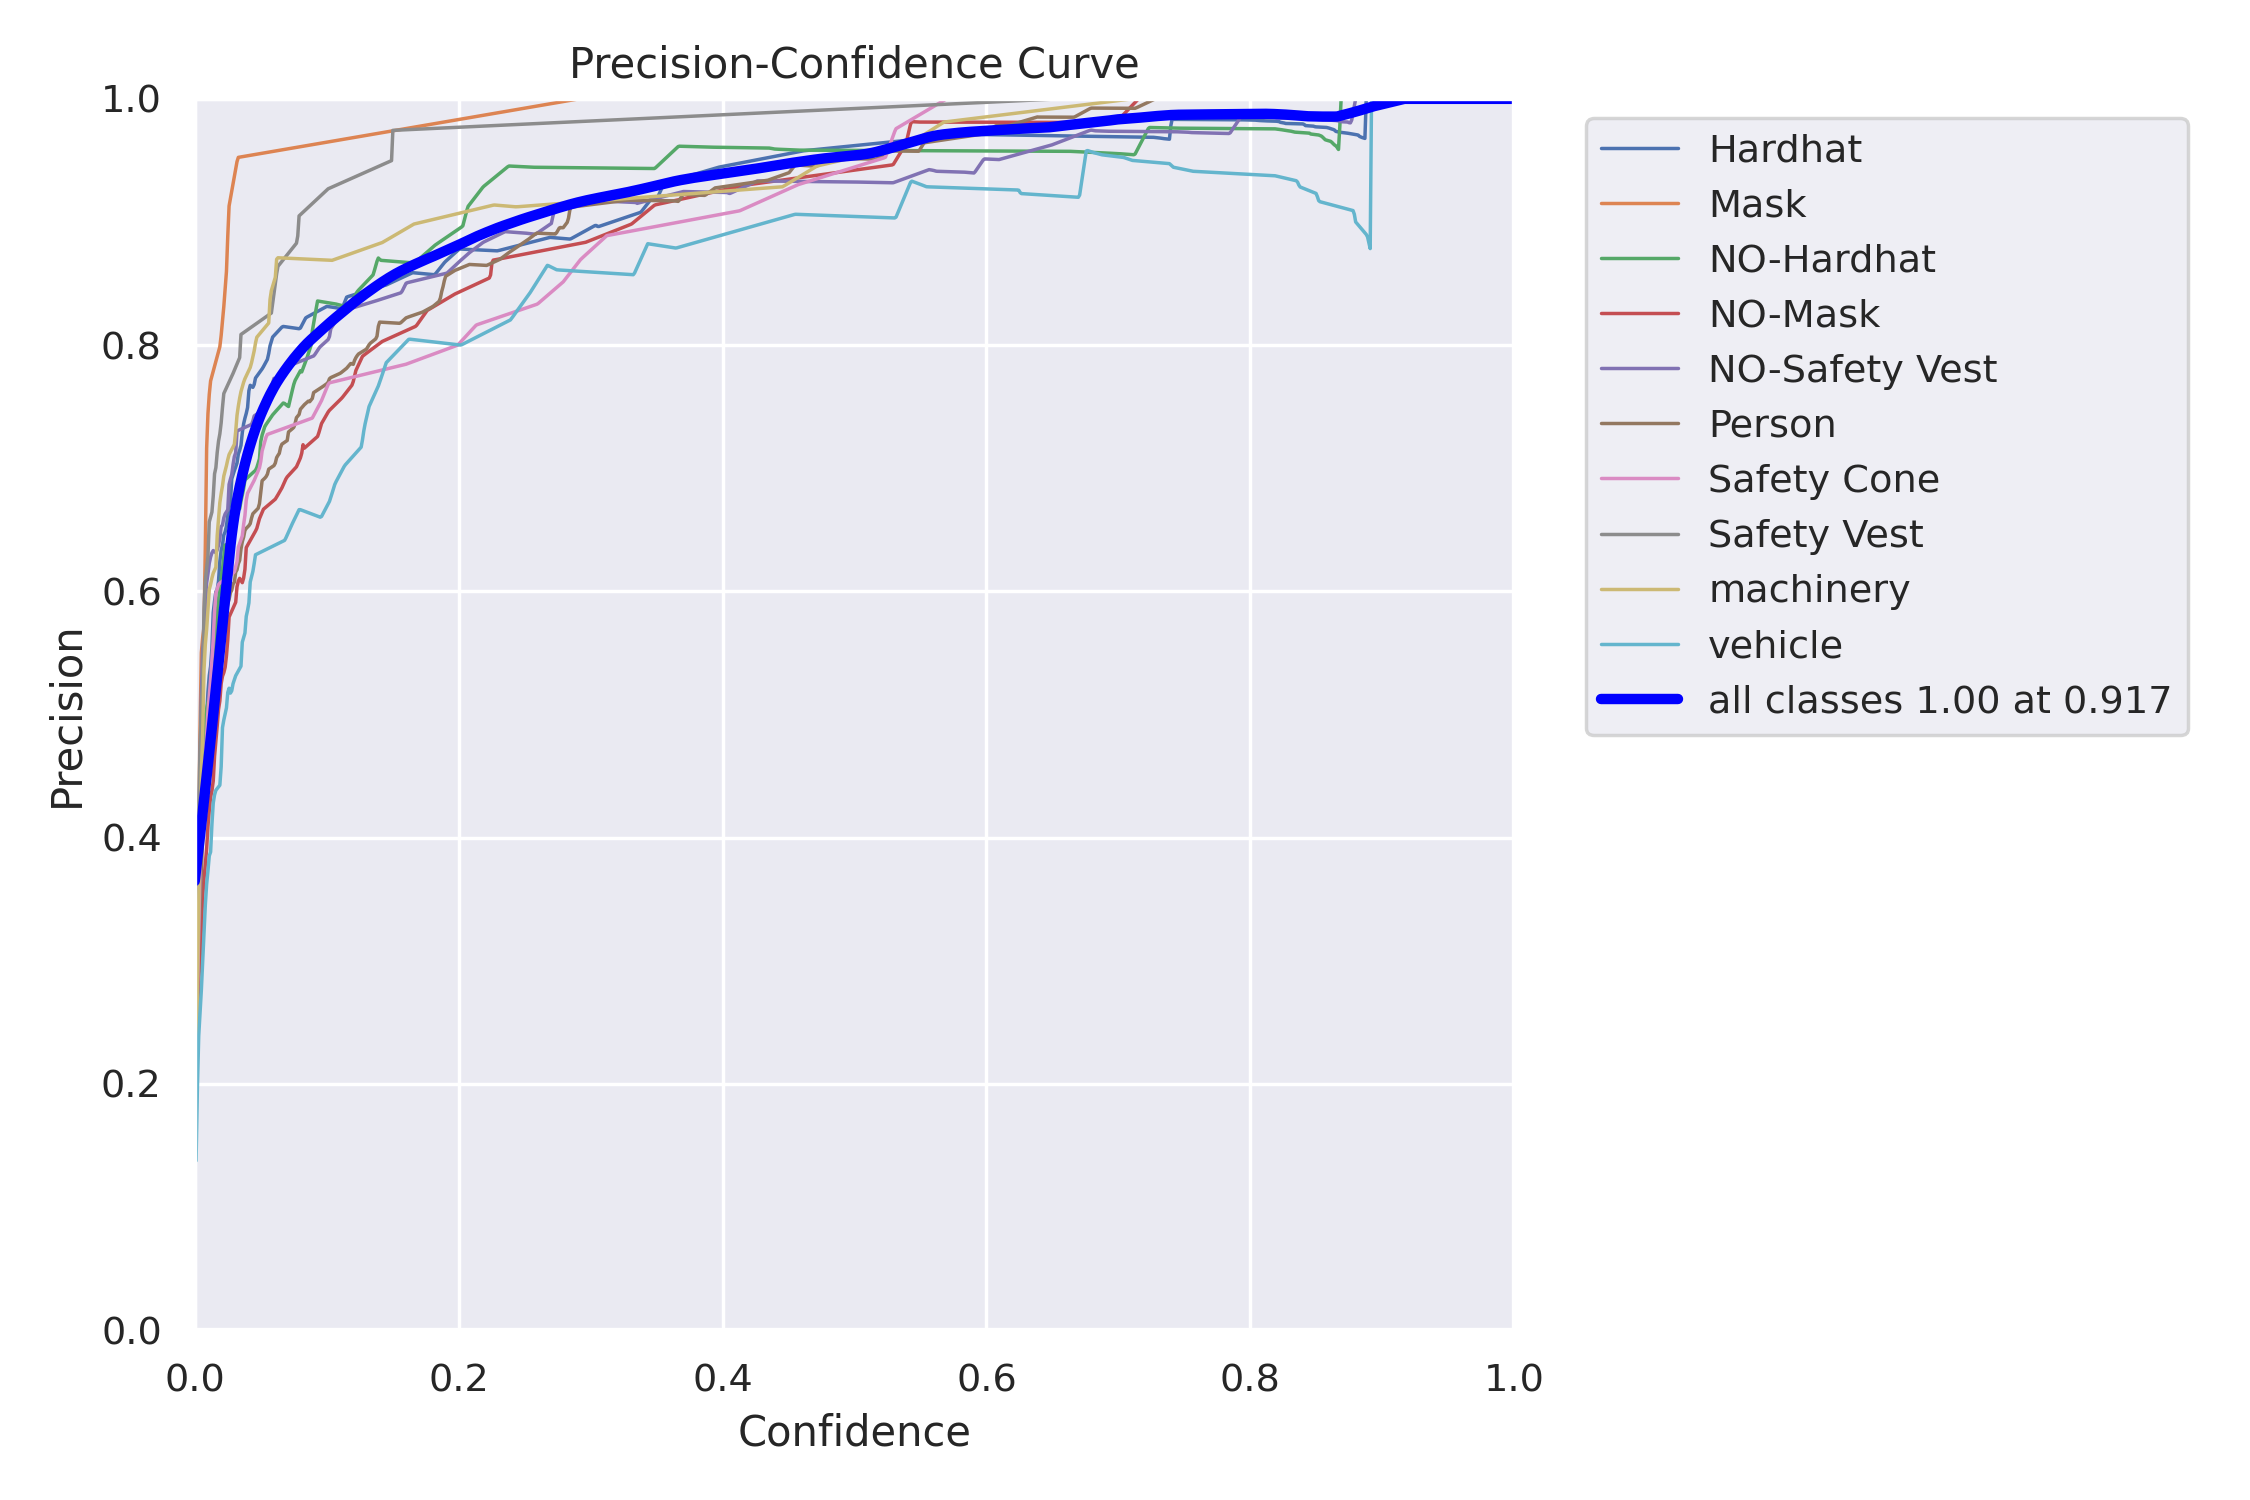 Precision-Confidence Curve
1.0
0.8
0.6
0.4
0.2
0.0
Precision
0.0 0.2 0.4 0.6 0.8 1.0
Confidence
Hardhat
Mask
NO-Hardhat
NO-Mask
NO-Safety Vest
Person
Safety Cone
Safety Vest
machinery
vehicle
all classes 1.00 at 0.917